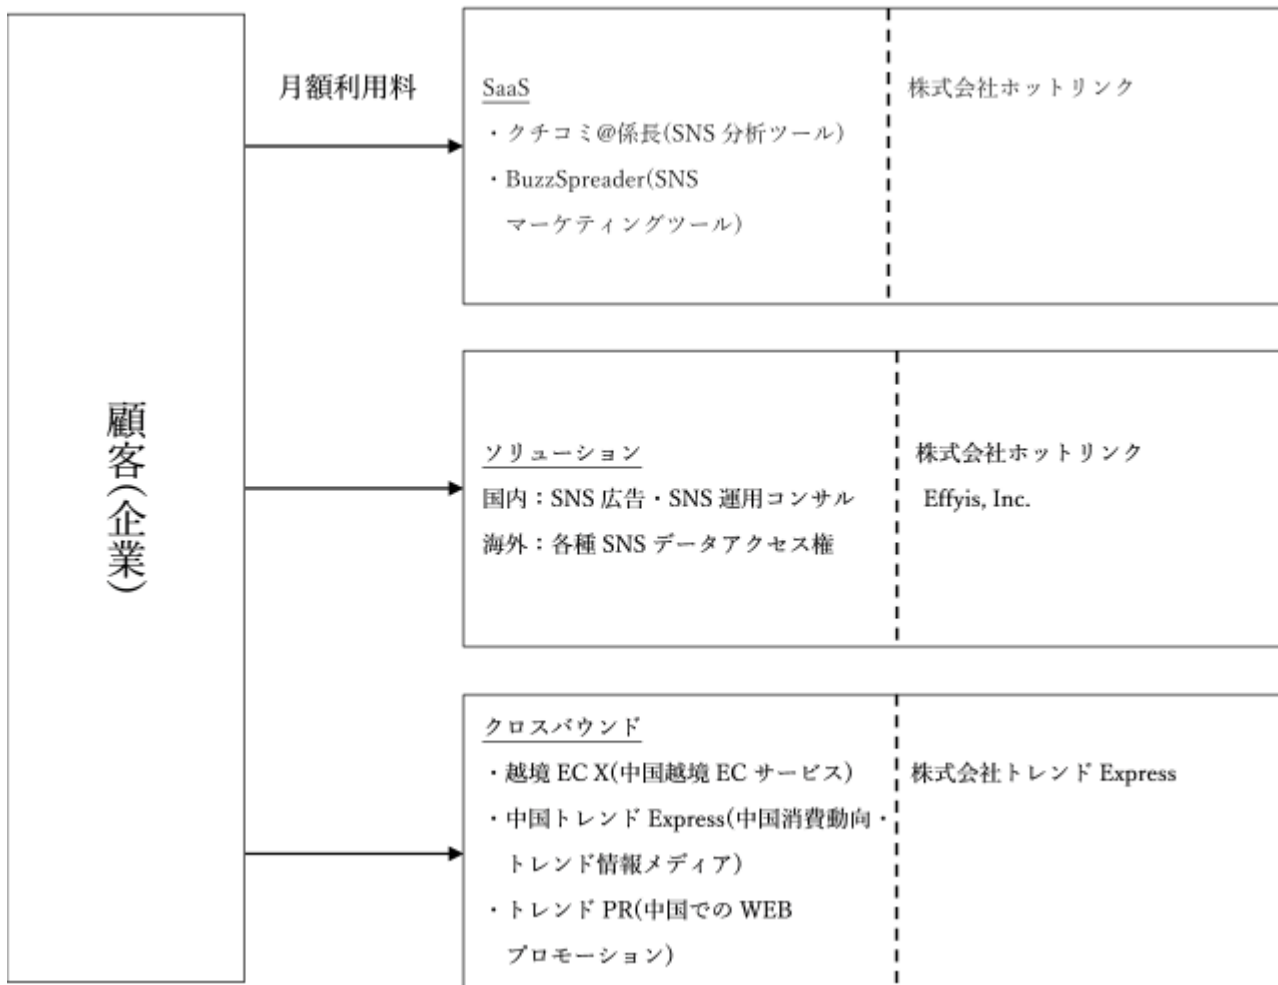 顧客(企業)
月額利用料
SaaS
・クチコミ@係長(SNS 分析ツール)
・BuzzSpreader(SNS
マーケティングツール)
株式会社ホットリンク
ソリューション
国内：SNS 広告・SNS 運用コンサル
海外：各種 SNS データアクセス権
株式会社ホットリンク
Effyis, Inc.
クロスバウンド
・越境 EC X(中国越境 EC サービス)
・中国トレンド Express(中国消費動向・
トレンド情報メディア)
・トレンド PR(中国での WEB
プロモーション)
株式会社トレンド Express